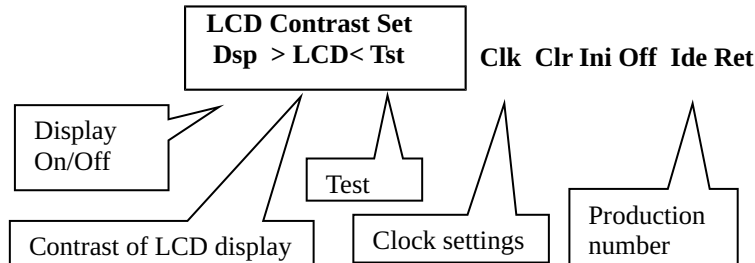 LCD Contrast Set
Dsp > LCD< Tst Clk Clr Ini Off Ide Ret
Display
On/Off
Test
Contrast of LCD display
Clock settings
Production
number